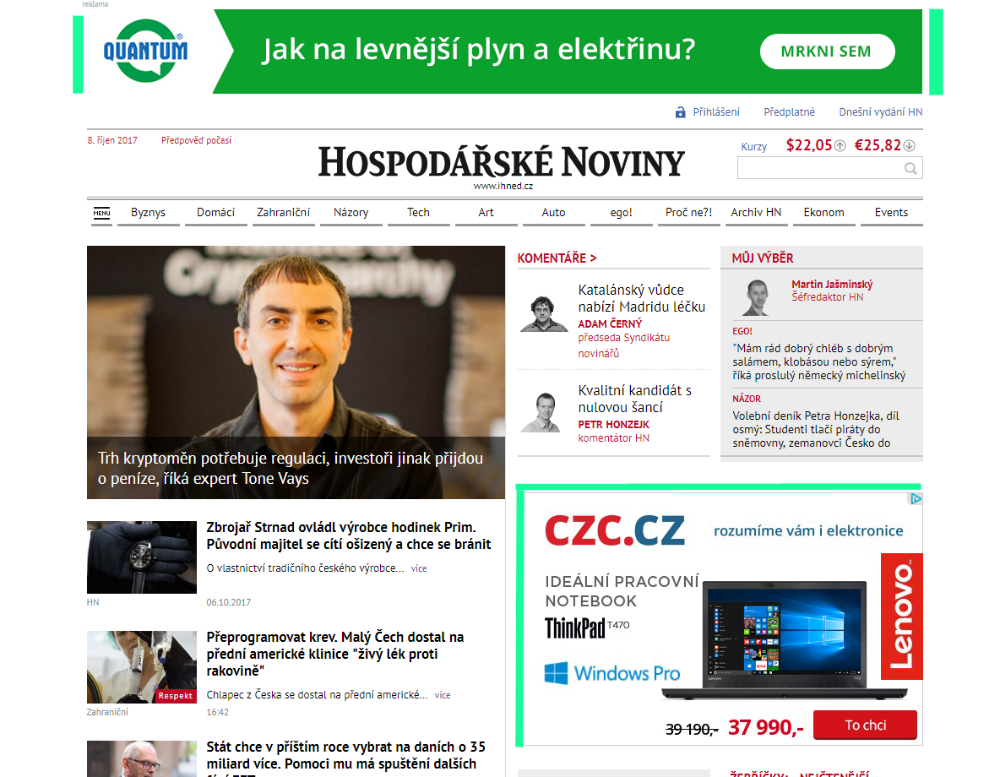 reklama
QUANTUM®
Jak na levnější plyn a elektřinu?
MRKNI SEM
Přihlášení
Předplatné
Dnešní vydání HN
8. říjen 2017
Předpověď počasí
HOSPODÁŘSKÉ NOVINY
www.ihned.cz
Kurzy $22,05 €25,82
MENU
Byznys
Domácí
Zahraniční
Názory
Tech
Art
Auto
ego!
Proč ne?!
Archiv HN
Ekonom
Events
Trh kryptoměn potřebuje regulaci, investoři jinak přijdou
o peníze, říká expert Tone Vays
Zbrojař Strnad ovládl výrobce hodinek Prim.
Původní majitel se cítí ošizený a chce se bránit
O vlastnictví tradičního českého výrobce... více
HN
06.10.2017
Přeprogramovat krev. Malý Čech dostal na
přední americké klinice "živý lék proti
rakovině"
Respekt
Chlapec z Česka se dostal na přední americké... více
Zahraniční
16:42
Stát chce v příštím roce vybrat na daních o 35
miliard více. Pomoci mu má spuštění dalších
KOMENTÁŘE >
Katalánský vůdce
nabízí Madridu léčku
ADAM ČERNÝ
předseda Syndikátu
novinářů
Kvalitní kandidát s
nulovou šancí
PETR HONZEJK
komentátor HN
MŮJ VÝBĚR
Martin Jašminský
Šéfredaktor HN
EGO!
"Mám rád dobrý chléb s dobrým
salámem, klobásou nebo sýrem,"
říká proslulý německý michelinský
NÁZOR
Volební deník Petra Honzejka, díl
osmý: Studenti tlačí piráty do
sněmovny, zemanovci Česko do
CZC.CZ
rozumíme vám i elektronice
IDEÁLNÍ PRACOVNÍ
NOTEBOOK
ThinkPad T470
Windows Pro
Lenovo
Lenovo
39 190,- 37 990,-
To chci
ŽEBŘÍČKY: NEJČTENĚJŠÍ